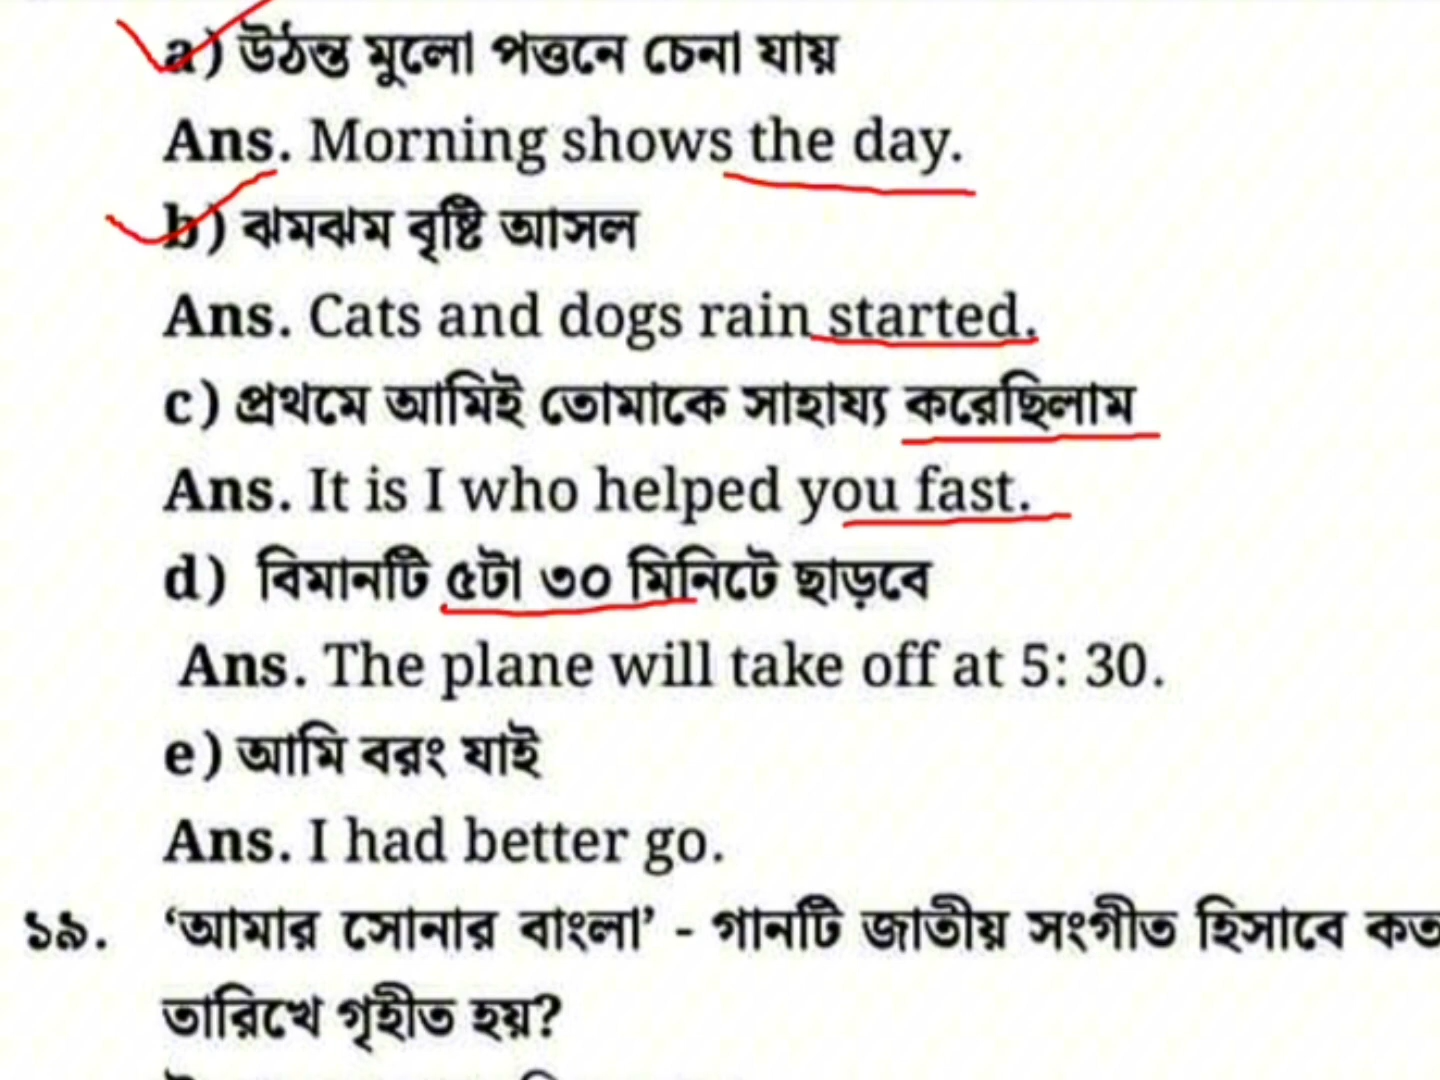 a) উঠন্ত মুলো পত্তনে চেনা যায়
Ans. Morning shows the day.
b) ঝমঝম বৃষ্টি আসল
Ans. Cats and dogs rain started.
c) প্রথমে আমিই তোমাকে সাহায্য করেছিলাম
Ans. It is I who helped you fast.
d) বিমানটি ৫টা ৩০ মিনিটে ছাড়বে
Ans. The plane will take off at 5: 30.
e) আমি বরং যাই
Ans. I had better go.
১৯. ‘আমার সোনার বাংলা’ - গানটি জাতীয় সংগীত হিসাবে কত
তারিখে গৃহীত হয়?